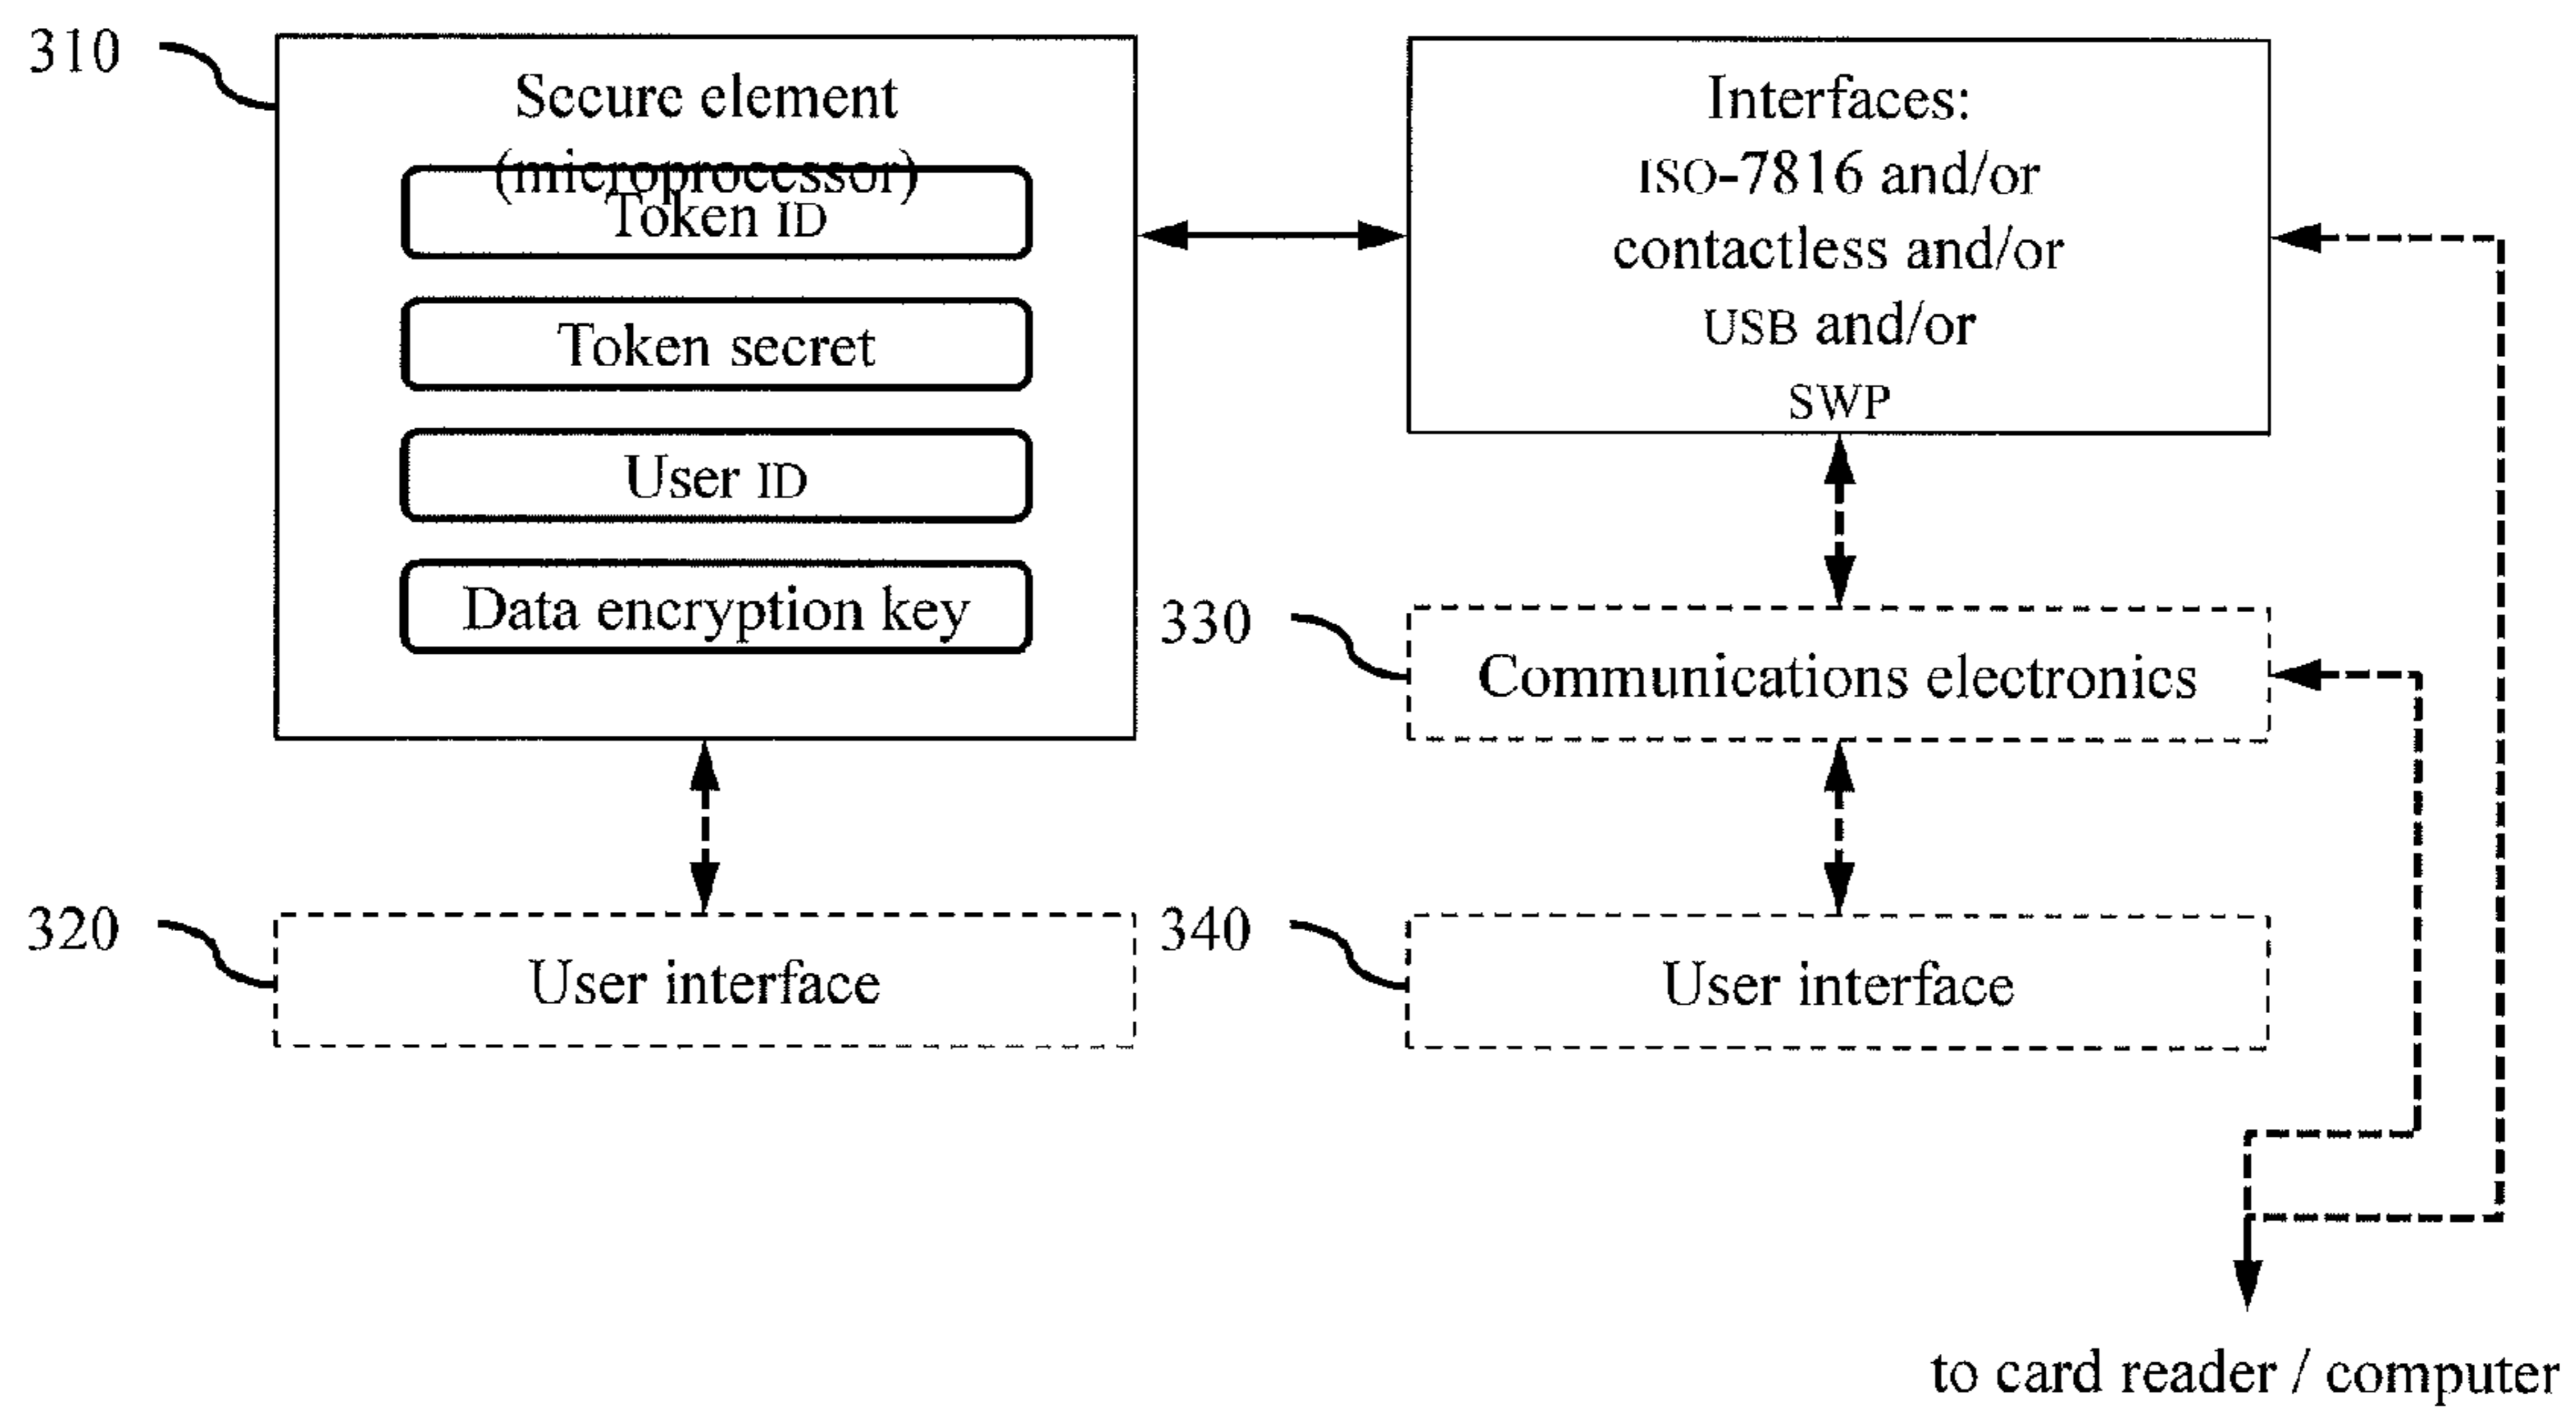 310
Secure element
(microprocessor)
Token ID
Token secret
User ID
Data encryption key
Interfaces:
ISO-7816 and/or
contactless and/or
USB and/or
SWP
330
Communications electronics
320
User interface
340
User interface
to card reader / computer